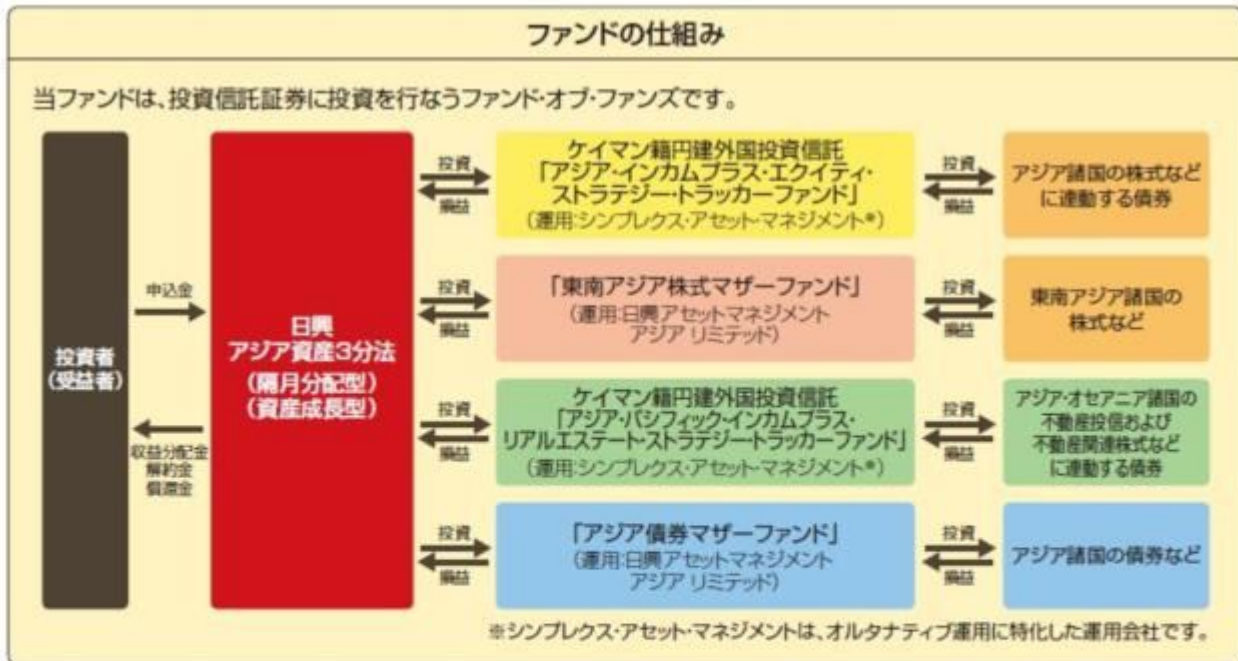 ファンドの仕組み
当ファンドは、投資信託証券に投資を行なうファンド・オブ・ファンズです。
投資者
(受益者)
申込金
収益分配金
解約金
償還金
日興
アジア資産3分法
(隔月分配型)
(資産成長型)
投資
損益
ケイマン籍円建外国投資信託
「アジア・インカムプラス・エクイティ・
ストラテジー・トラッカーファンド」
(運用:シンプレクス・アセット・マネジメント※)
投資
損益
アジア諸国の株式など
に連動する債券
投資
損益
「東南アジア株式マザーファンド」
(運用:日興アセットマネジメント
アジア リミテッド)
投資
損益
東南アジア諸国の
株式など
投資
損益
ケイマン籍円建外国投資信託
「アジア・パシフィック・インカムプラス・
リアルエステート・ストラテジー・トラッカーファンド」
(運用:シンプレクス・アセット・マネジメント※)
投資
損益
アジア・オセアニア諸国の
不動産投信および
不動産関連株式など
に連動する債券
投資
損益
「アジア債券マザーファンド」
(運用:日興アセットマネジメント
アジア リミテッド)
投資
損益
アジア諸国の債券など
※シンプレクス・アセット・マネジメントは、オルタナティブ運用に特化した運用会社です。